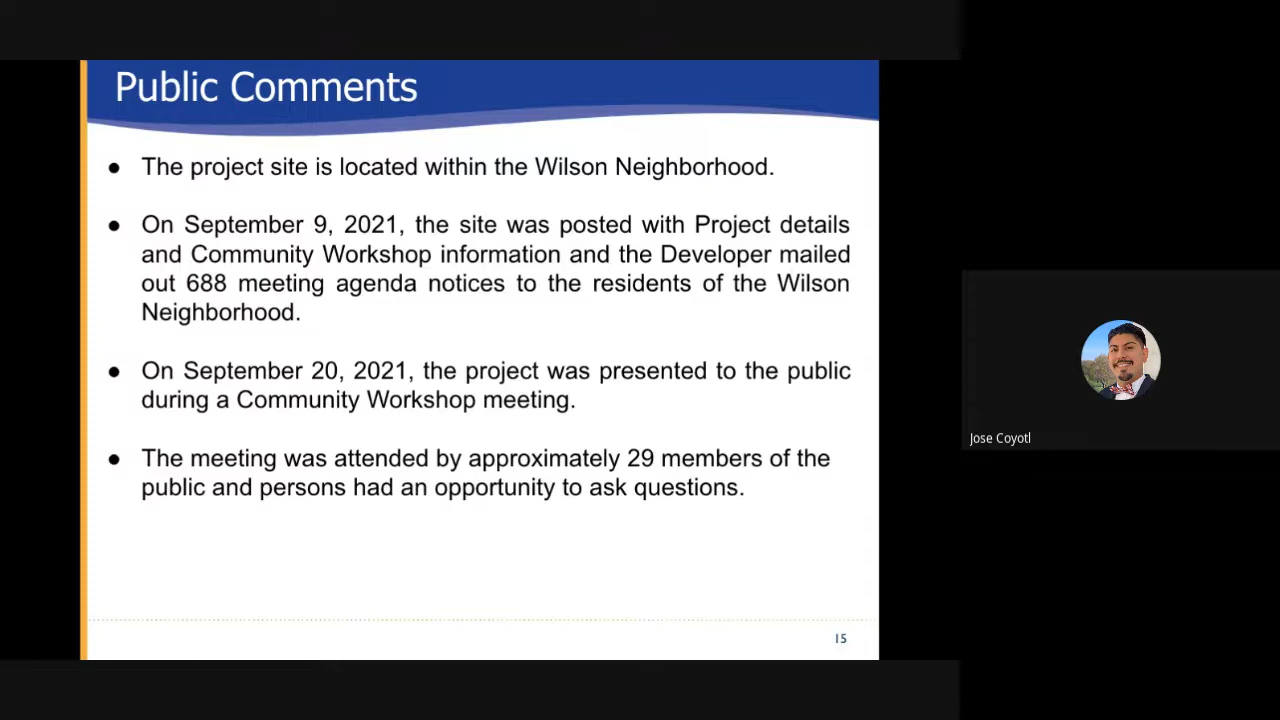 Public Comments
● The project site is located within the Wilson Neighborhood.
● On September 9, 2021, the site was posted with Project details
and Community Workshop information and the Developer mailed
out 688 meeting agenda notices to the residents of the Wilson
Neighborhood.
● On September 20, 2021, the project was presented to the public
during a Community Workshop meeting.
● The meeting was attended by approximately 29 members of the
public and persons had an opportunity to ask questions.
15
Jose Coyotl